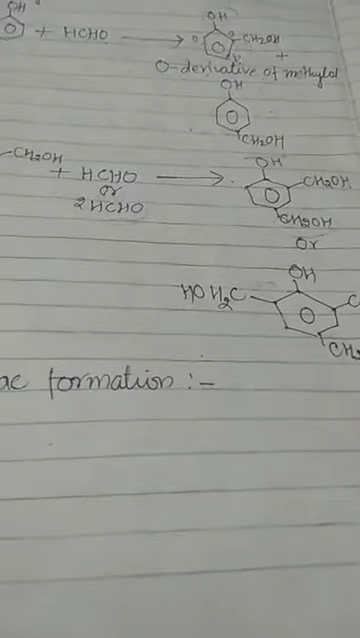 OH OH
+ HCHO → CH2OH
+
O-derivative of methylol
OH
CH2OH
-CH2OH + HCHO → OH CH2OH
or
2HCHO CH2OH
Or
OH
HOH2C
formation :-